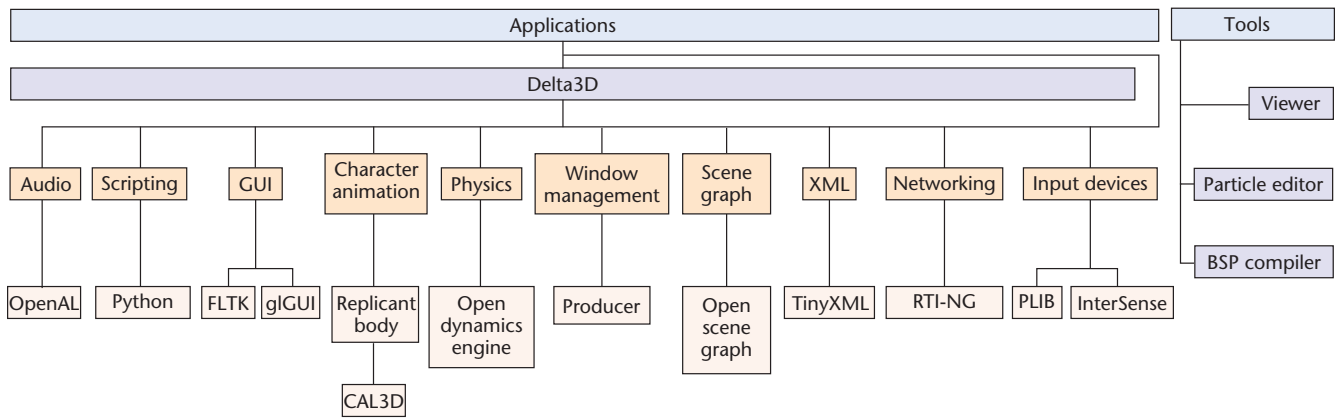 Applications
Tools
Delta3D
Viewer
Audio
Scripting
GUI
Character
animation
Physics
Window
management
Scene
graph
XML
Networking
Input devices
Particle editor
BSP compiler
OpenAL
Python
FLTK
glGUI
Replicant
body
Open
dynamics
engine
Producer
Open
scene
graph
TinyXML
RTI-NG
PLIB
InterSense
CAL3D